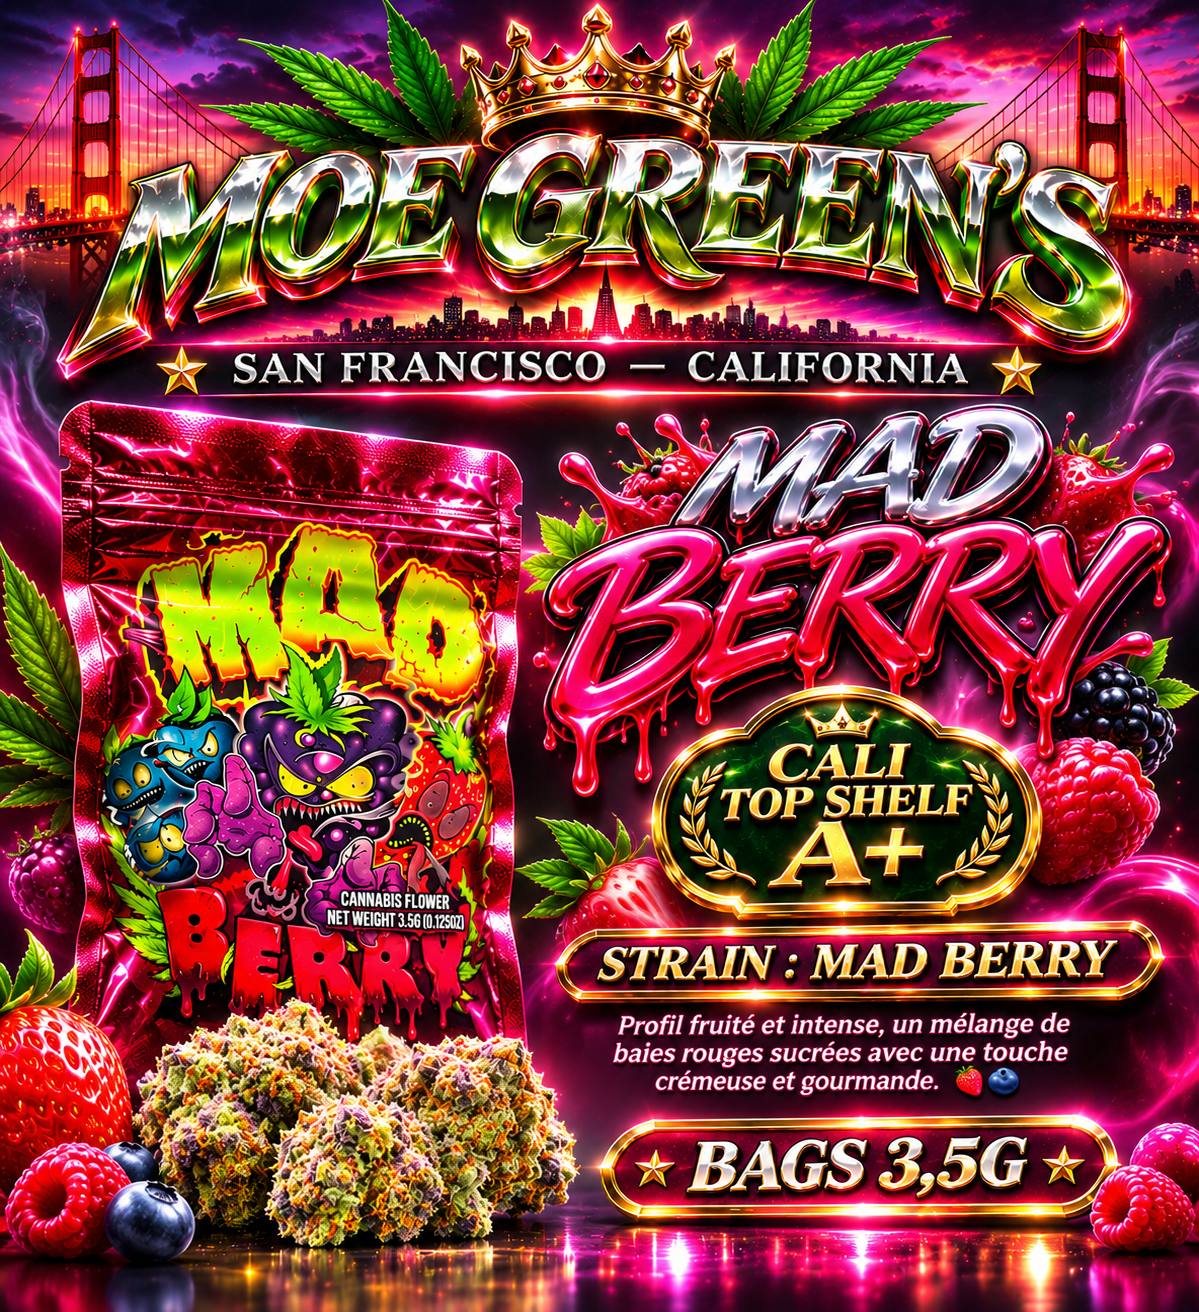 MOE GREEN'S
SAN FRANCISCO — CALIFORNIA
MAD
BERRY
CANNABIS FLOWER
NET WEIGHT 3.5G (0.125OZ)
MAD
BERRY
CALI
TOP SHELF
A+
STRAIN : MAD BERRY
Profil fruité et intense, un mélange de
baies rouges sucrées avec une touche
crémeuse et gourmande. 🍓🫐
BAGS 3,5G